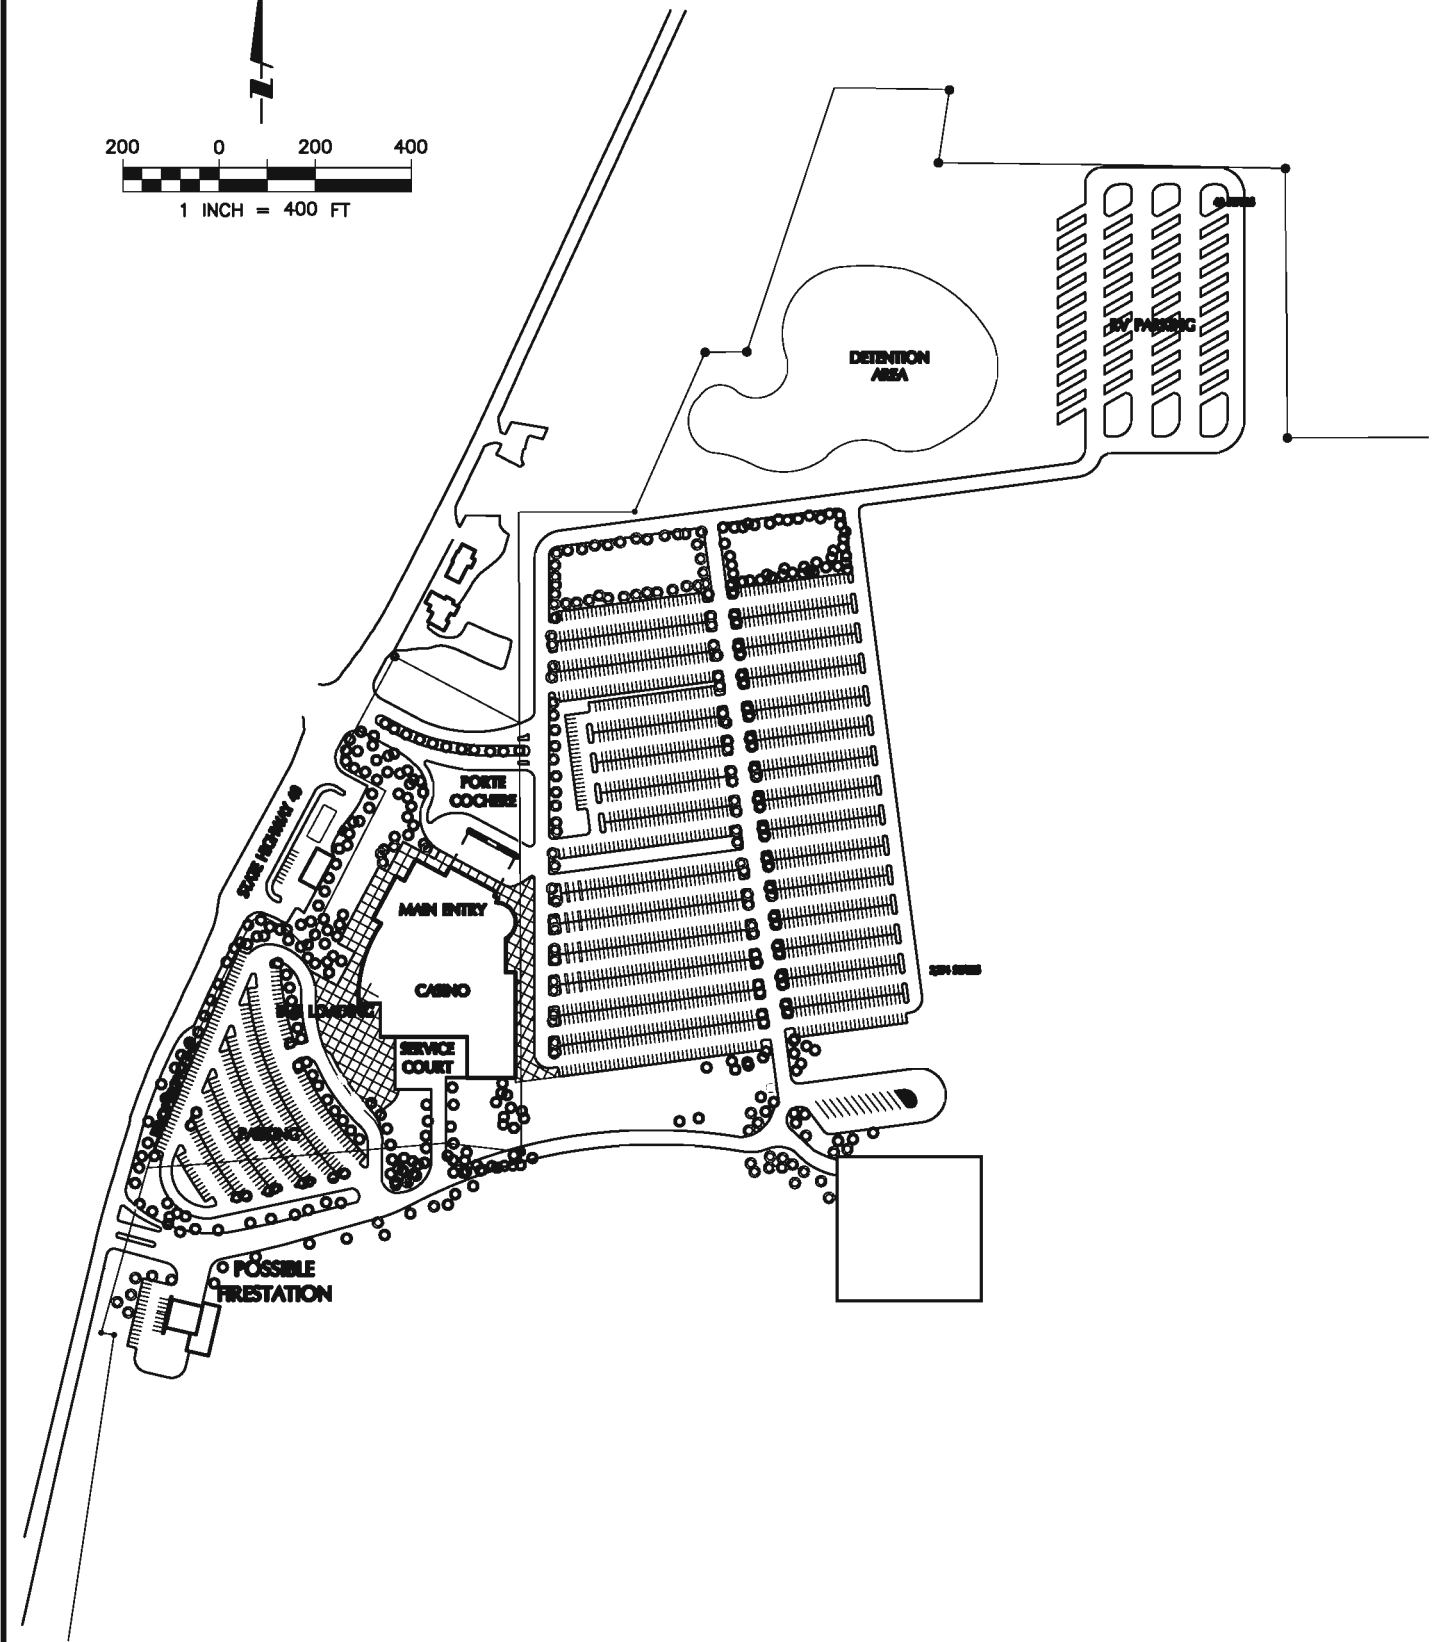 200 0 200 400
1 INCH = 400 FT
RV PARKING
DETENTION
AREA
PORTE
COCHERE
STATE HIGHWAY 49
MAIN ENTRY
CASINO
BUS LOADING
SERVICE
COURT
PARKING
POSSIBLE
FIRESTATION